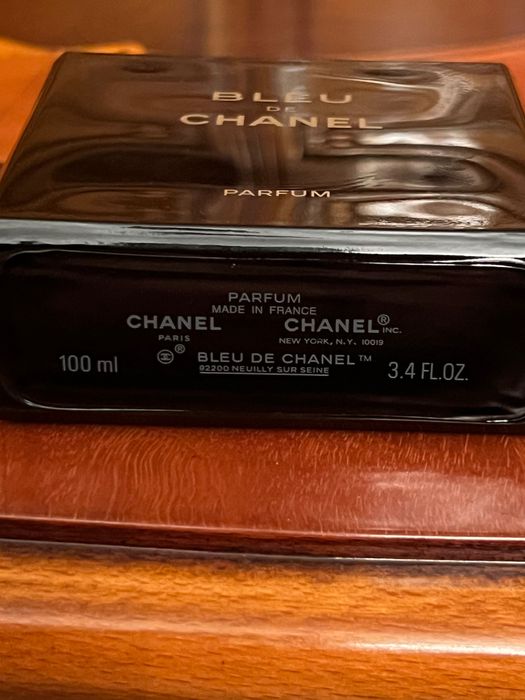 BLEU
DE
CHANEL
PARFUM
PARFUM
MADE IN FRANCE
CHANEL CHANEL® INC.
PARIS NEW YORK, N.Y. 10019
100 ml ® BLEU DE CHANEL™ 3.4 FL.OZ.
92200 NEUILLY SUR SEINE